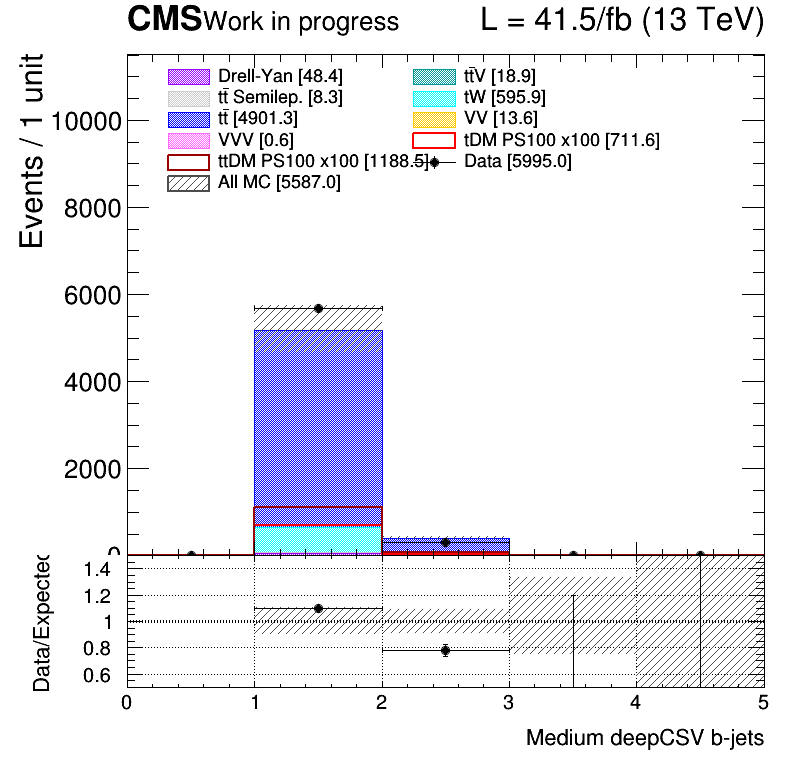 CMS Work in progress L = 41.5/fb (13 TeV)
Events / 1 unit
Drell-Yan [48.4] tt̄V [18.9]
tt̄ Semilep. [8.3] tW [595.9]
tt̄ [4901.3] VV [13.6]
VVV [0.6] tDM PS100 x100 [711.6]
ttDM PS100 x100 [1188.5] Data [5995.0]
All MC [5587.0]
10000
8000
6000
4000
2000
0
Data/Expected
1.4
1.2
1
0.8
0.6
0 1 2 3 4 5
Medium deepCSV b-jets